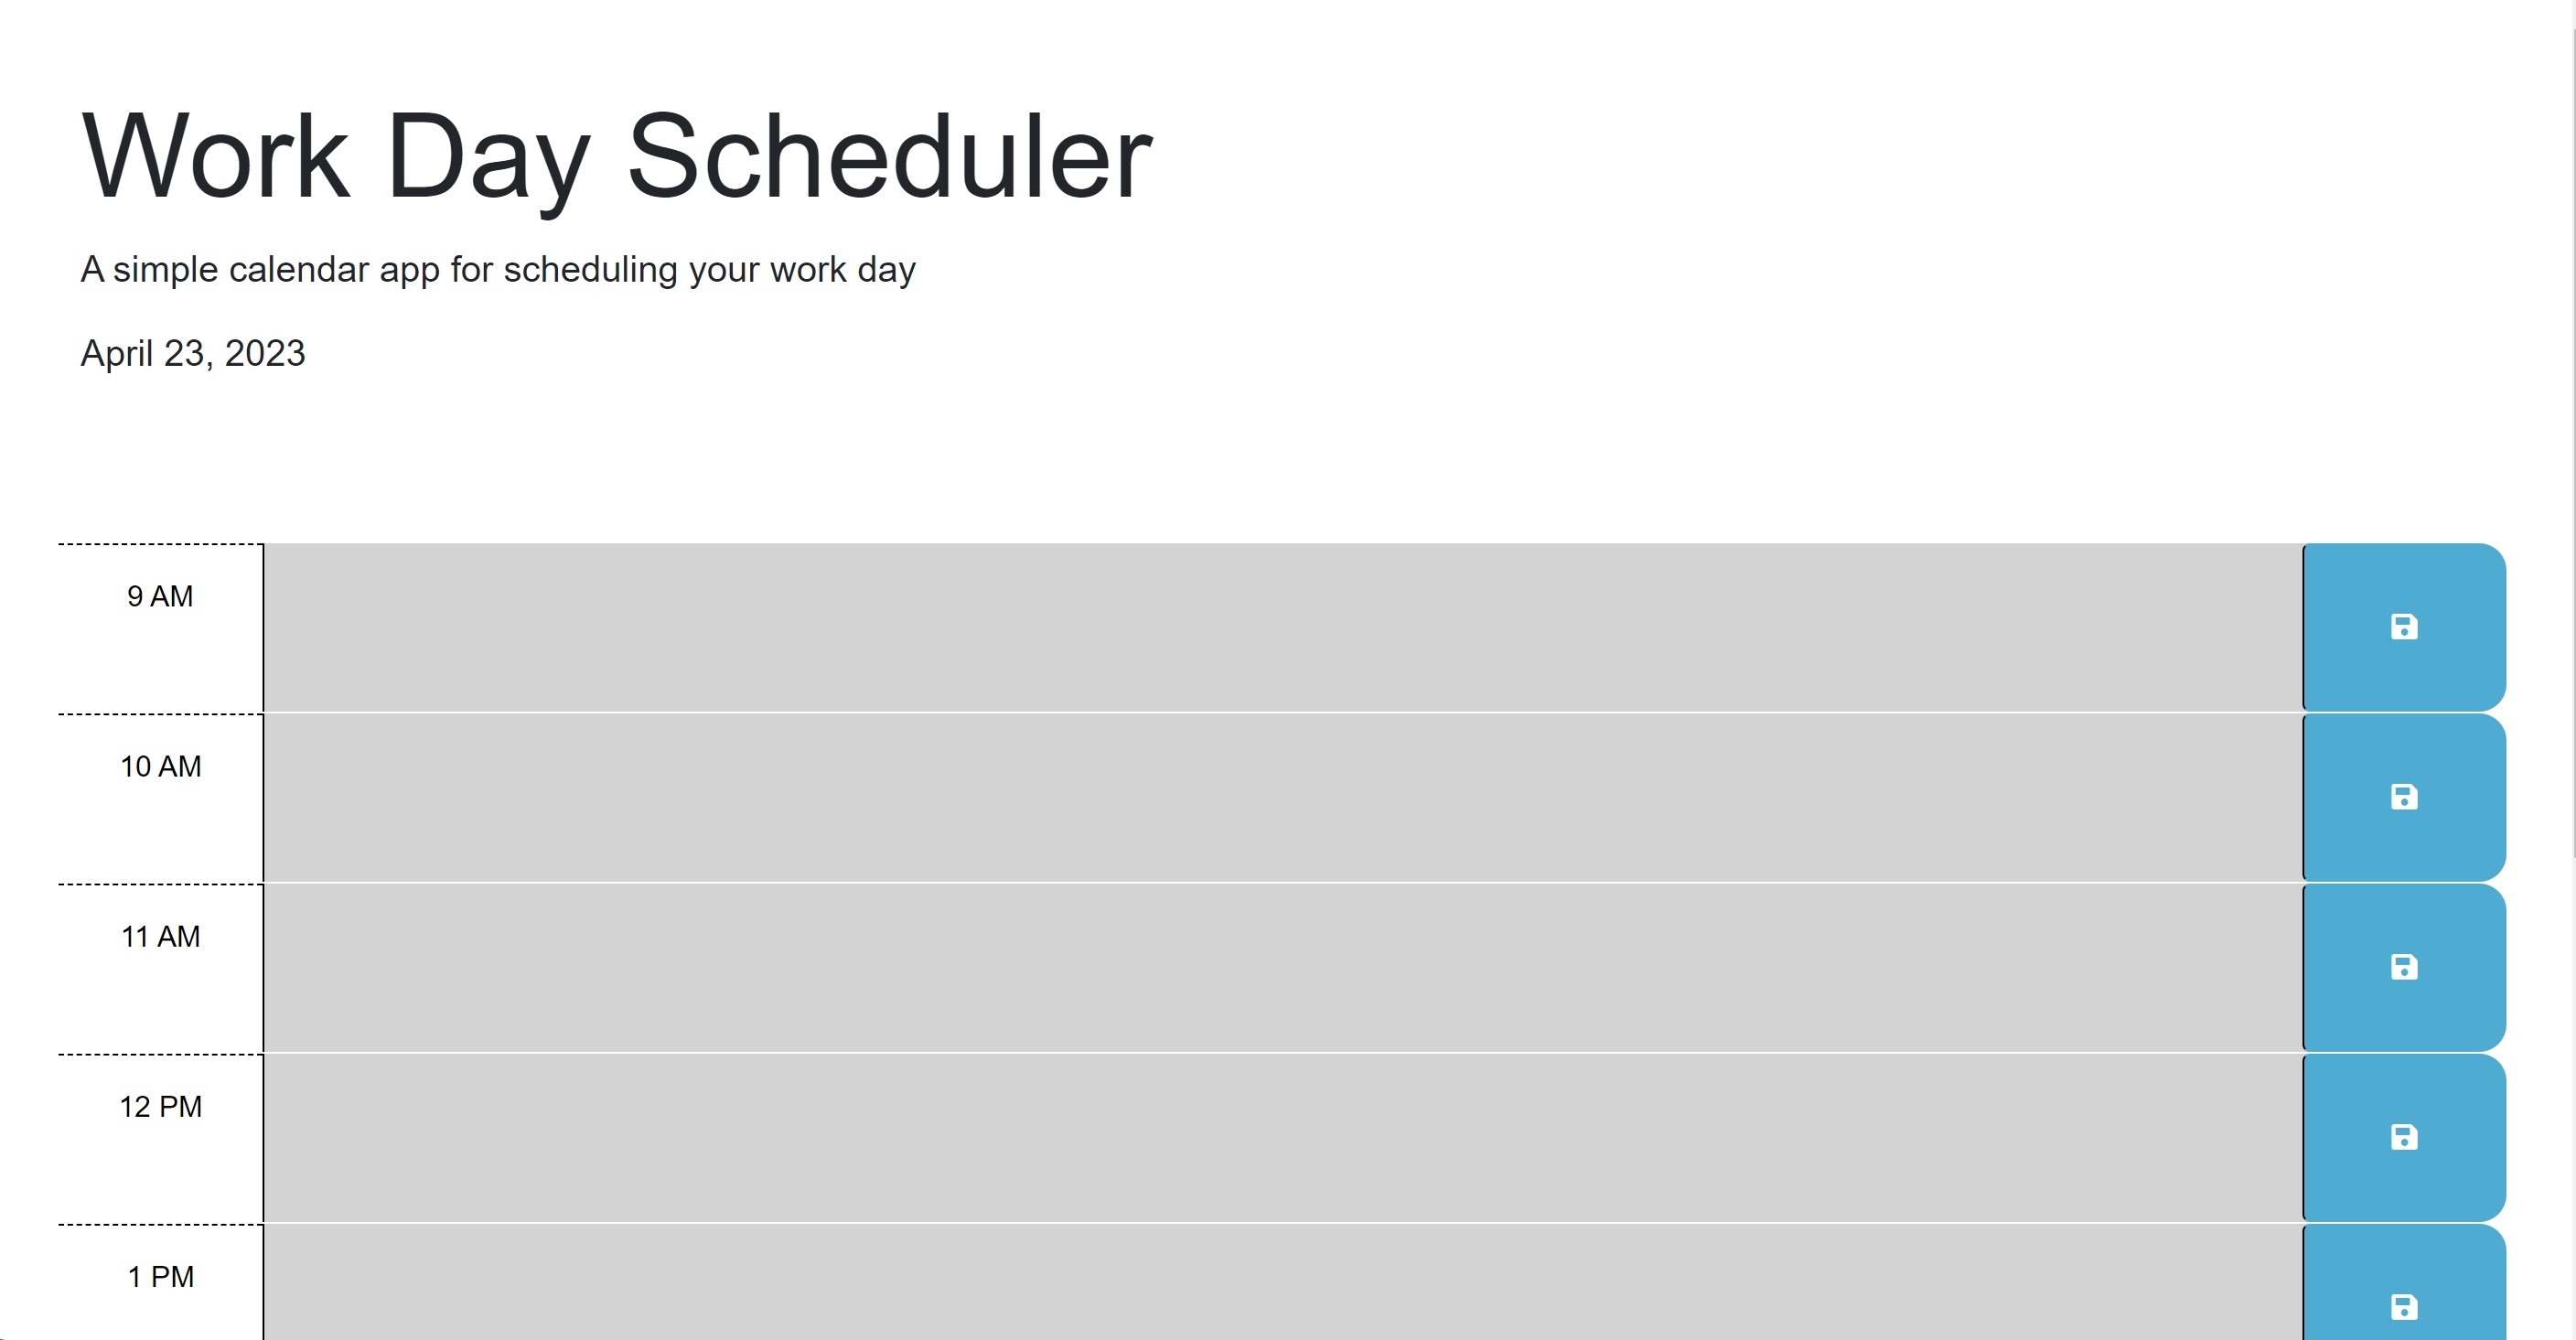 Work Day Scheduler
A simple calendar app for scheduling your work day
April 23, 2023
9 AM
10 AM
11 AM
12 PM
1 PM